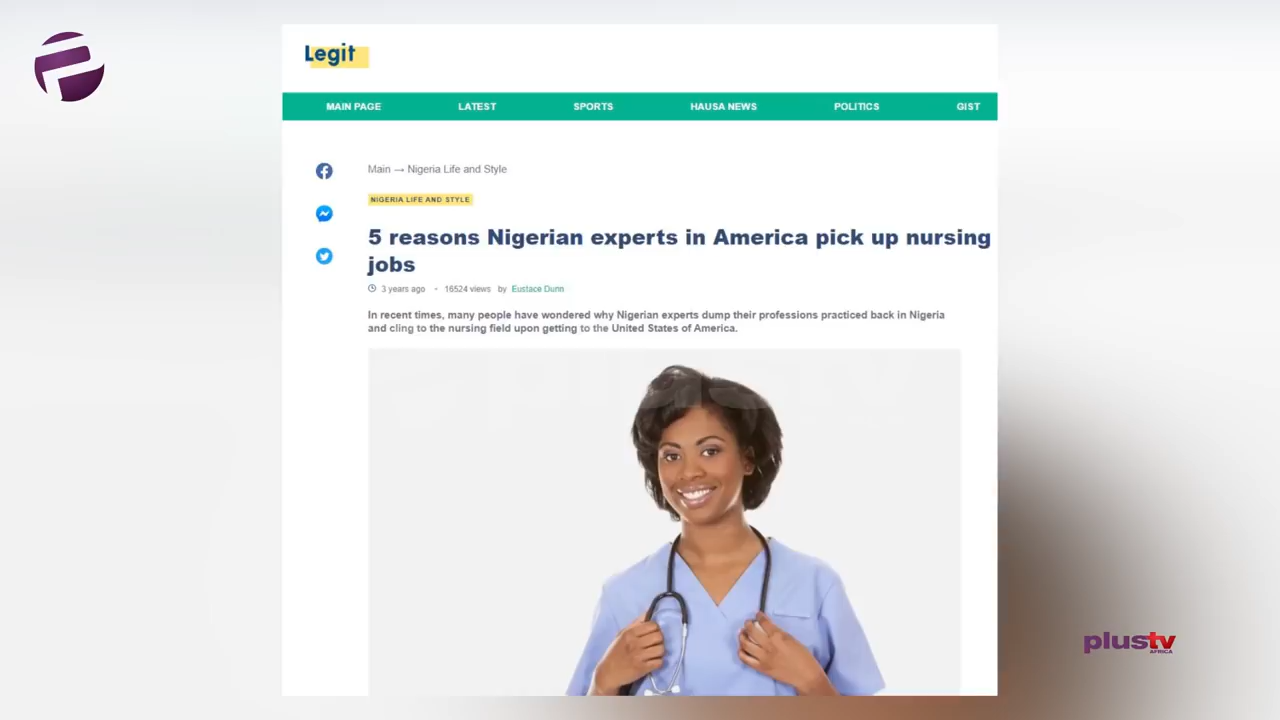 Legit
MAIN PAGE LATEST SPORTS HAUSA NEWS POLITICS GIST
Main → Nigeria Life and Style
NIGERIA LIFE AND STYLE
5 reasons Nigerian experts in America pick up nursing
jobs
3 years ago • 16524 views by Eustace Dunn
In recent times, many people have wondered why Nigerian experts dump their professions practiced back in Nigeria
and cling to the nursing field upon getting to the United States of America.
plustv
AFRICA